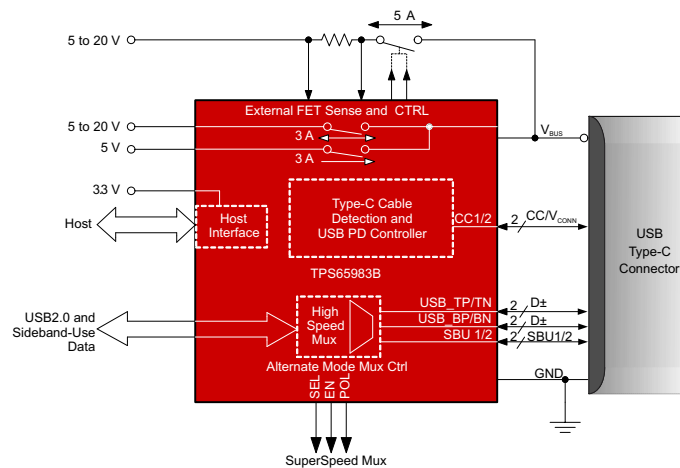 5 A
5 to 20 V
External FET Sense and CTRL
5 to 20 V
3 A
5 V
3 A
VBUS
33 V
Host
Host
Interface
Type-C Cable
Detection and
USB PD Controller
CC1/2
2
CC/VCONN
USB
Type-C
Connector
TPS65983B
USB2.0 and
Sideband-Use
Data
High
Speed
Mux
USB_TP/TN
2
D±
USB_BP/BN
2
D±
SBU 1/2
2
SBU1/2
Alternate Mode Mux Ctrl
GND
SEL
EN
POL
SuperSpeed Mux